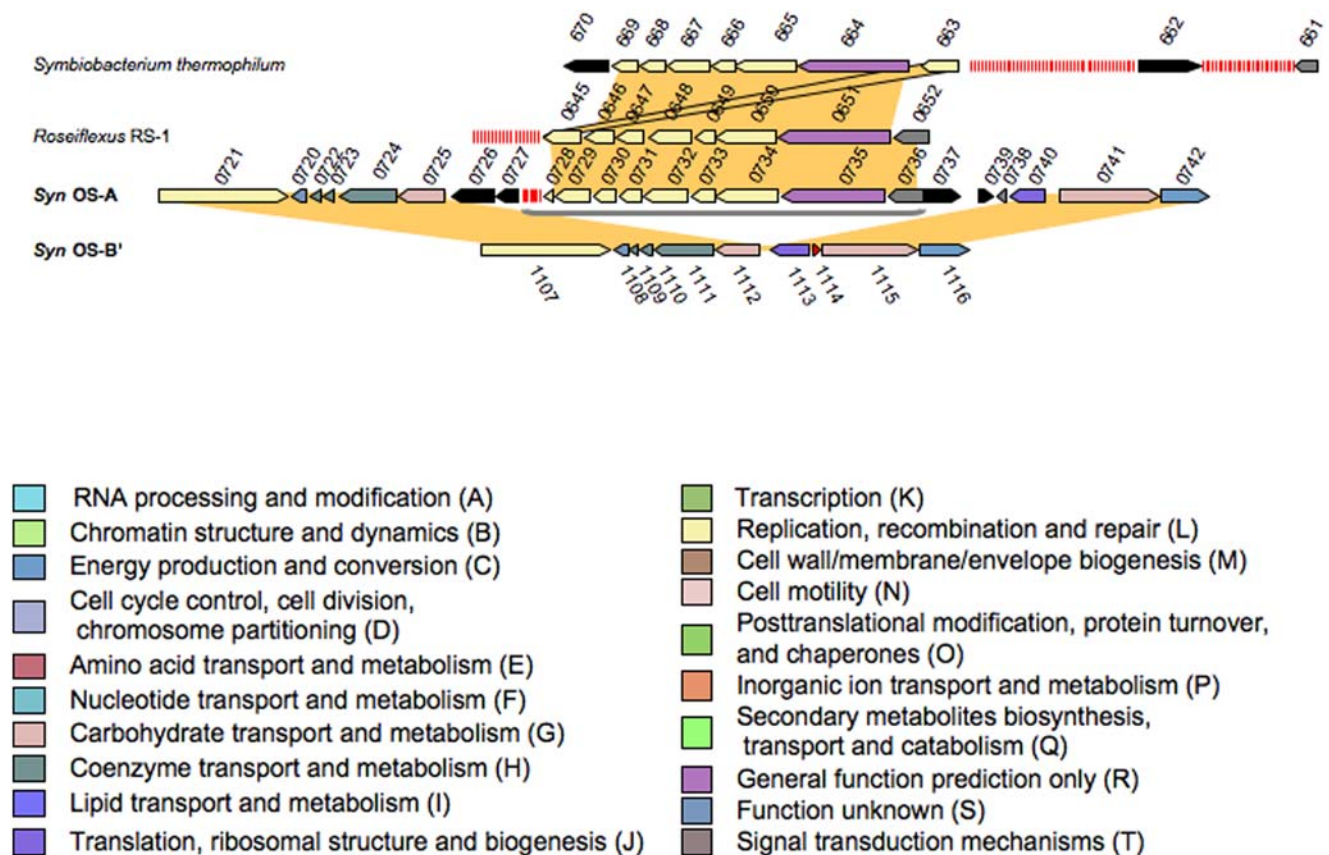 670 669 668 667 666 665 664 663 662 661
Symbiobacterium thermophilum
0645 0646 0647 0648 0649 0650 0651 0652
Roseiflexus RS-1
0721 0720 0722 0723 0724 0725 0726 0727 0728 0729 0730 0731 0732 0733 0734 0735 0736 0737 0739 0738 0740 0741 0742
Syn OS-A
Syn OS-B'
1107 1108 1109 1110 1111 1112 1113 1114 1115 1116
RNA processing and modification (A)
Chromatin structure and dynamics (B)
Energy production and conversion (C)
Cell cycle control, cell division,
chromosome partitioning (D)
Amino acid transport and metabolism (E)
Nucleotide transport and metabolism (F)
Carbohydrate transport and metabolism (G)
Coenzyme transport and metabolism (H)
Lipid transport and metabolism (I)
Translation, ribosomal structure and biogenesis (J)
Transcription (K)
Replication, recombination and repair (L)
Cell wall/membrane/envelope biogenesis (M)
Cell motility (N)
Posttranslational modification, protein turnover,
and chaperones (O)
Inorganic ion transport and metabolism (P)
Secondary metabolites biosynthesis,
transport and catabolism (Q)
General function prediction only (R)
Function unknown (S)
Signal transduction mechanisms (T)